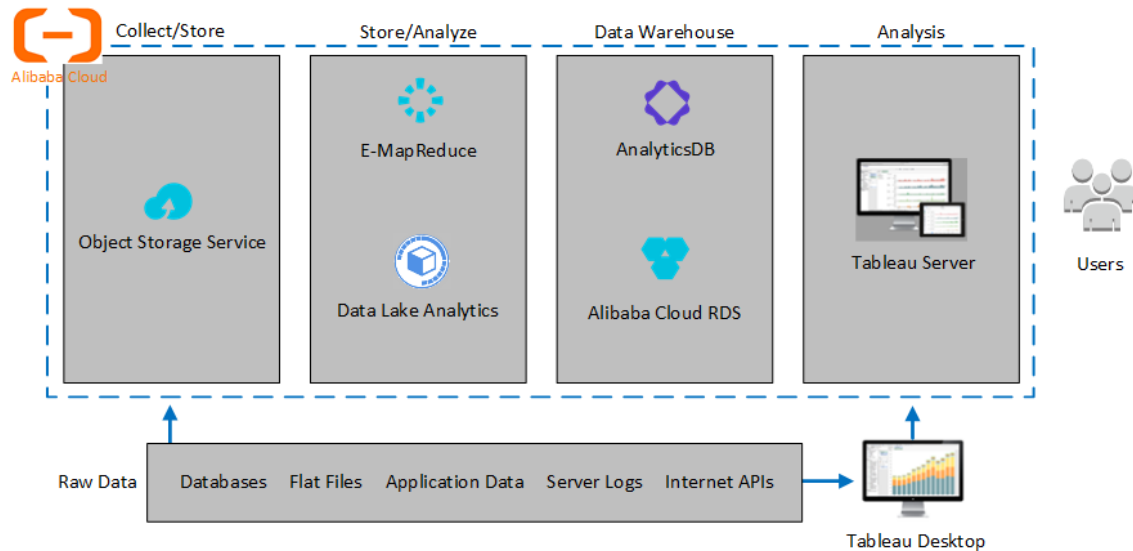 Collect/Store
Store/Analyze
Data Warehouse
Analysis
Alibaba Cloud
E-MapReduce
AnalyticsDB
Object Storage Service
Tableau Server
Users
Data Lake Analytics
Alibaba Cloud RDS
Raw Data
Databases
Flat Files
Application Data
Server Logs
Internet APIs
Tableau Desktop